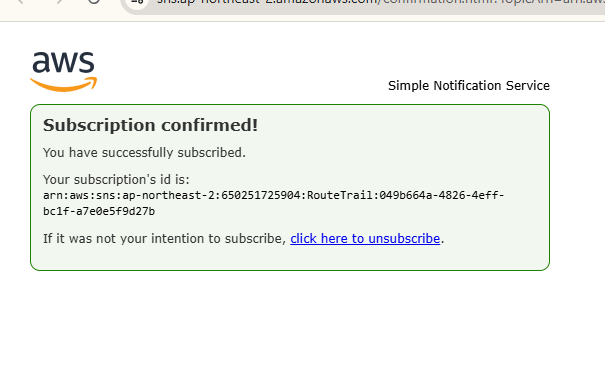 sns.ap-northeast-2.amazonaws.com/confirmation.html?TopicArn=arn:aws
aws
Simple Notification Service
Subscription confirmed!
You have successfully subscribed.
Your subscription's id is:
arn:aws:sns:ap-northeast-2:650251725904:RouteTrail:049b664a-4826-4eff-
bc1f-a7e0e5f9d27b
If it was not your intention to subscribe, click here to unsubscribe.